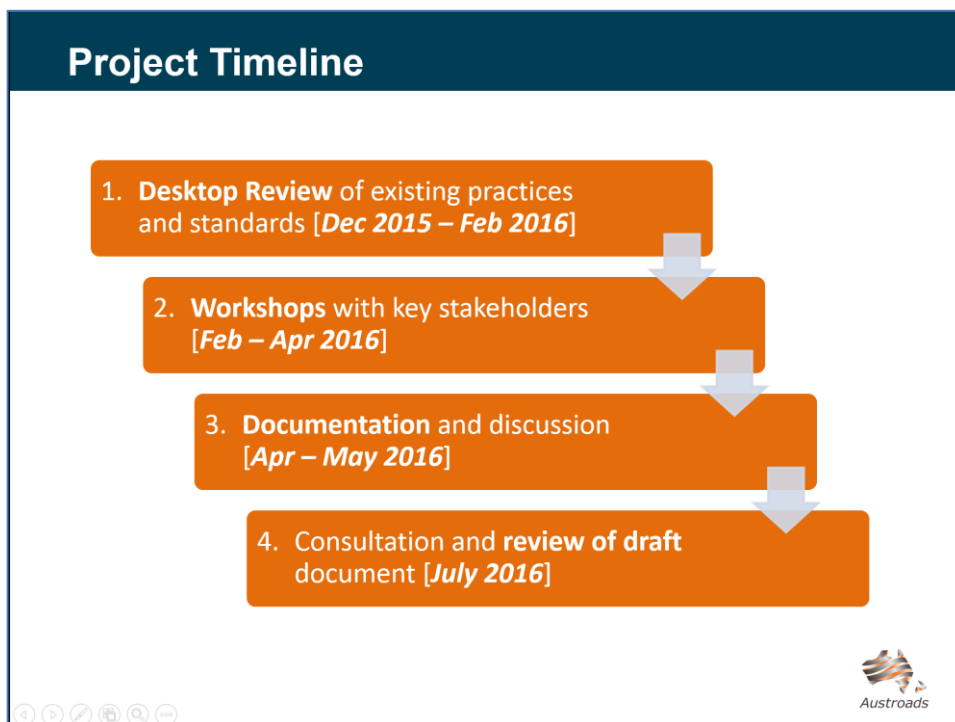 Project Timeline
1. Desktop Review of existing practices
and standards [Dec 2015 – Feb 2016]
2. Workshops with key stakeholders
[Feb – Apr 2016]
3. Documentation and discussion
[Apr – May 2016]
4. Consultation and review of draft
document [July 2016]
Austroads